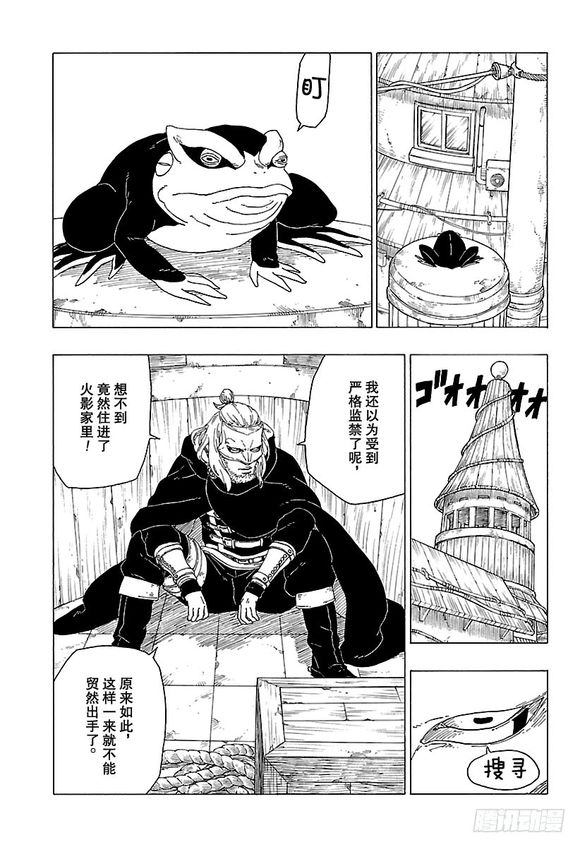 盯
ゴオオオオ
我还以为受到
严格监禁了呢，
想不到
竟然住进了
火影家里！
原来如此，
这样一来就不能
贸然出手了。
搜寻
腾讯动漫